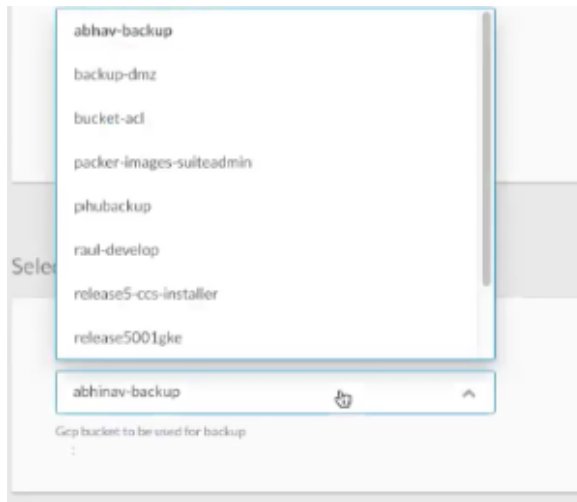 abhav-backup
backup-dmz
bucket-acl
packer-images-suiteadmin
phubackup
raul-develop
Selec
release5-ccs-installer
release5001gke
abhinav-backup
Gcp bucket to be used for backup
: